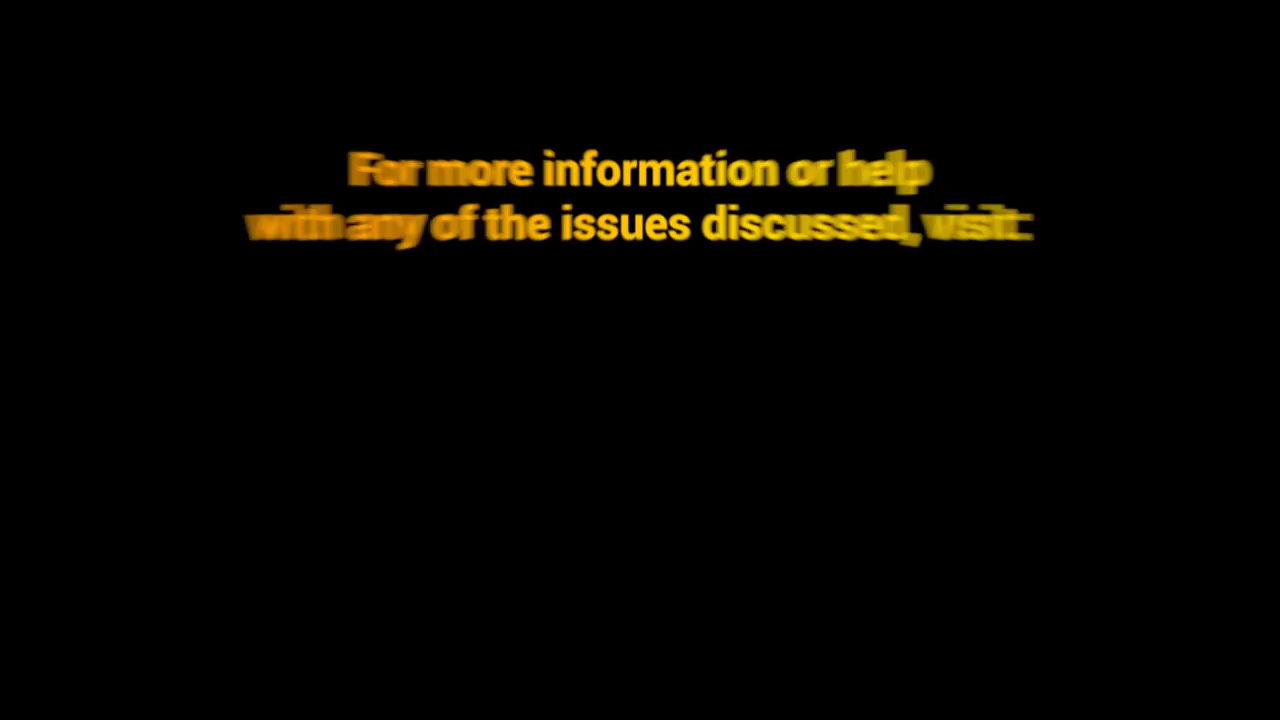 For more information or help
with any of the issues discussed, visit: